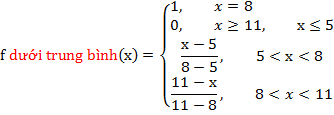 1, x = 8
0, x ≥ 11, x ≤ 5
f dưới trung bình(x) =
x − 5
8 − 5, 5 < x < 8
11 − x
11 − 8, 8 < x < 11